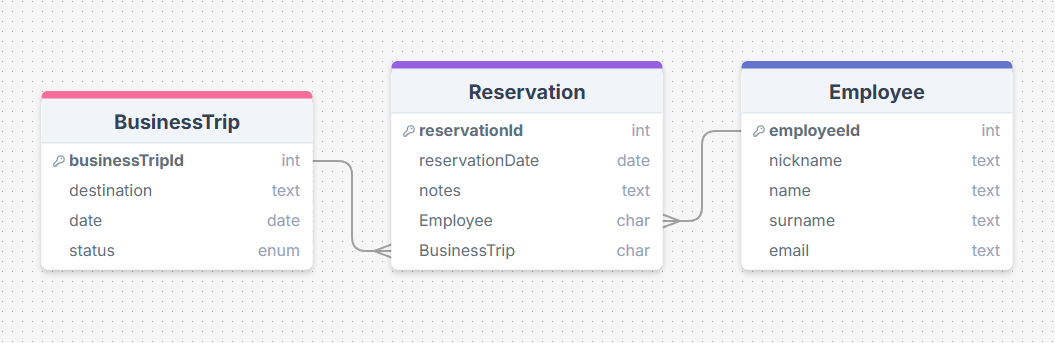 BusinessTrip
businessTripId int
destination text
date date
status enum
Reservation
reservationId int
reservationDate date
notes text
Employee char
BusinessTrip char
Employee
employeeId int
nickname text
name text
surname text
email text